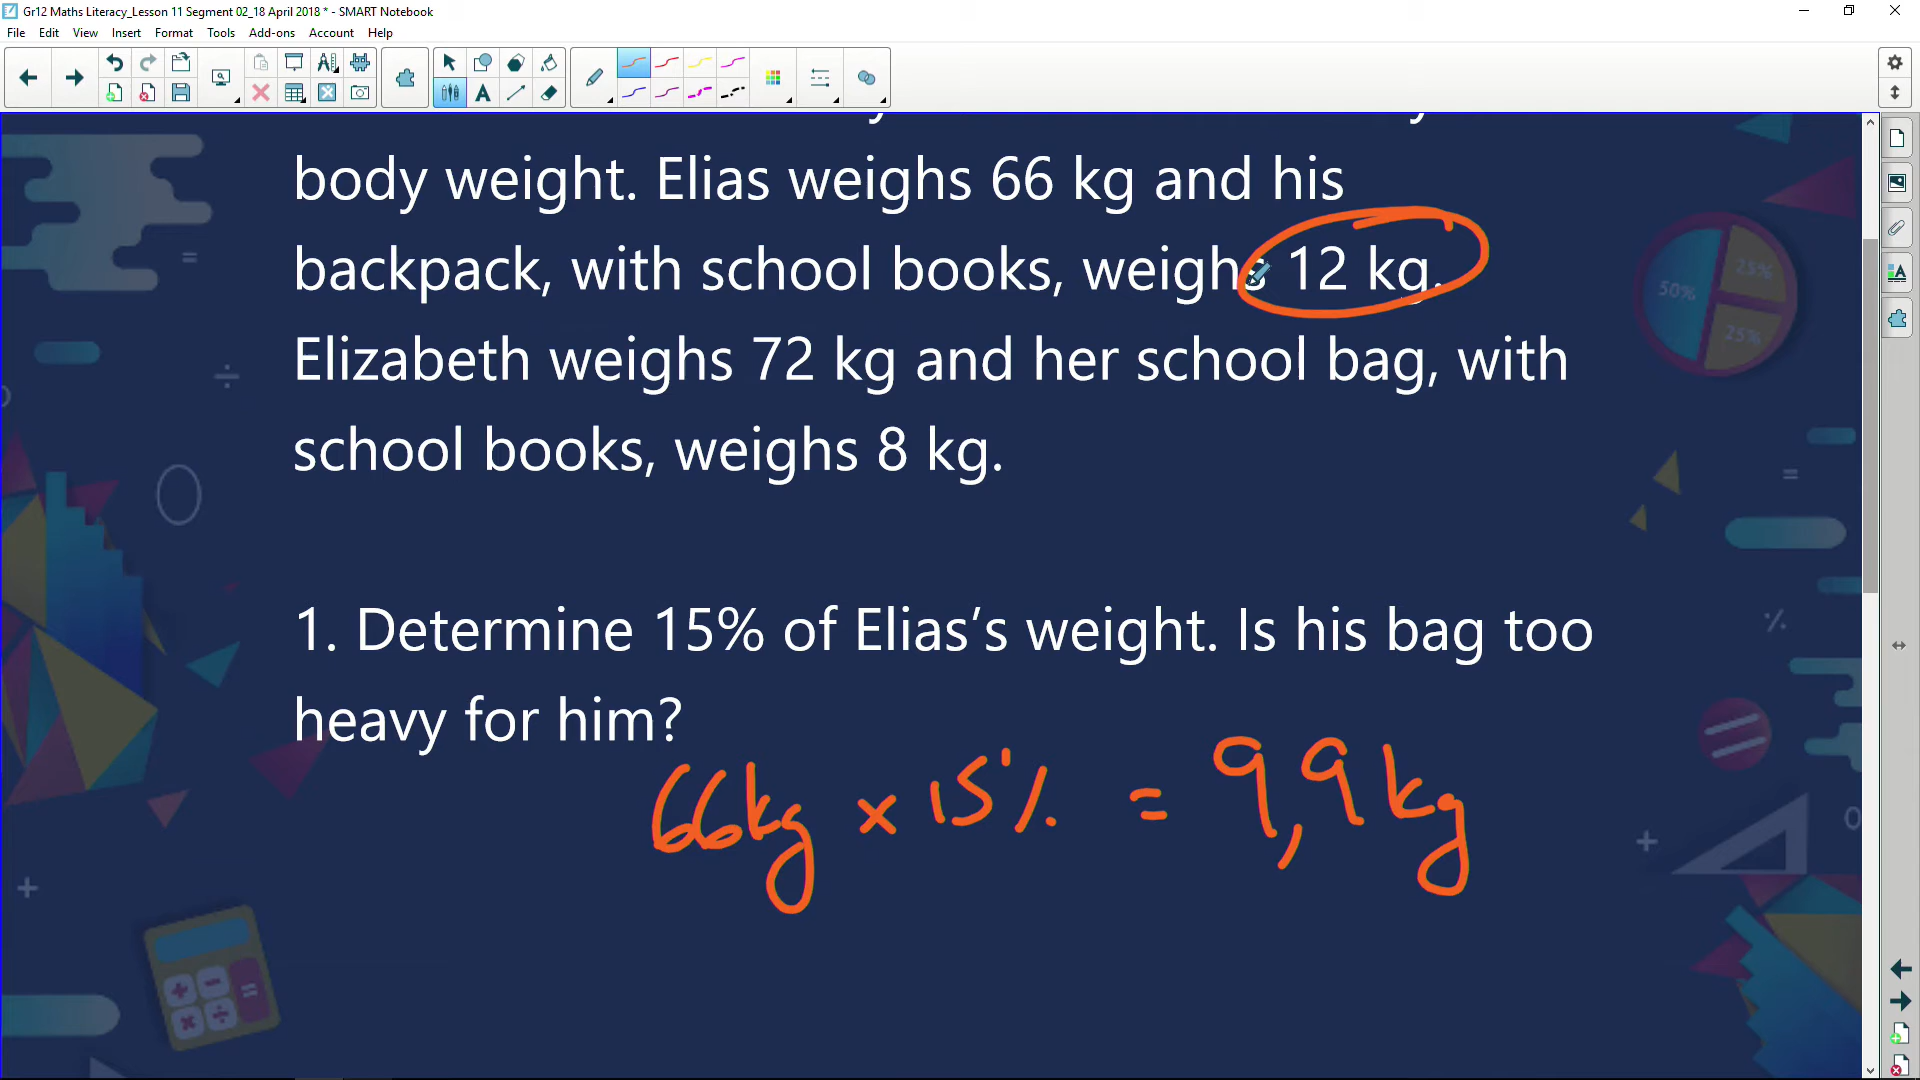 Gr12 Maths Literacy_Lesson 11 Segment 02_18 April 2018 * - SMART Notebook
File Edit View Insert Format Tools Add-ons Account Help
body weight. Elias weighs 66 kg and his
backpack, with school books, weighs 12 kg.
Elizabeth weighs 72 kg and her school bag, with
school books, weighs 8 kg.
50% 25%
25%
1. Determine 15% of Elias’s weight. Is his bag too
heavy for him?
66kg × 15% = 9,9 kg